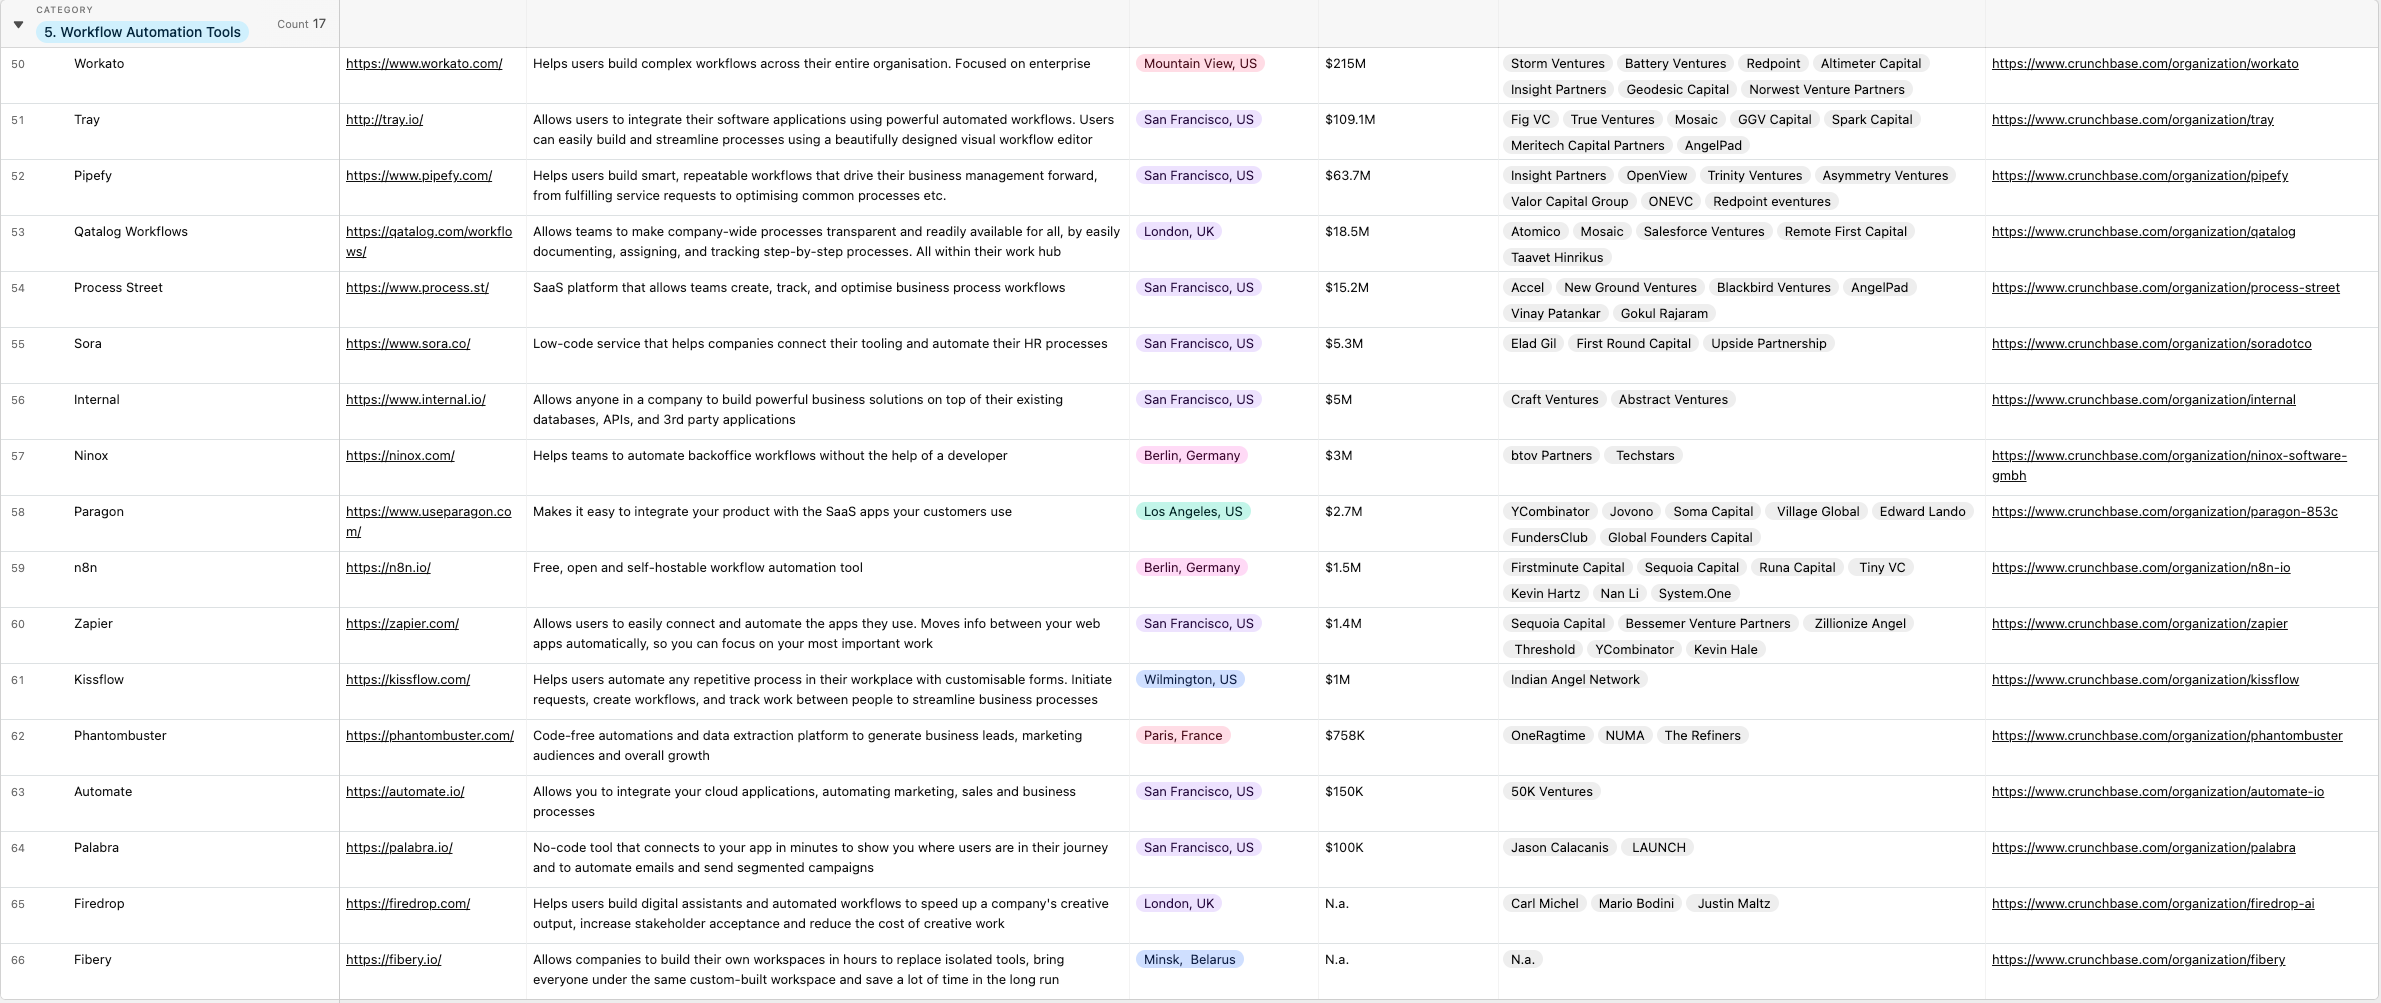 CATEGORY
5. Workflow Automation Tools
Count 17
50 Workato https://www.workato.com/ Helps users build complex workflows across their entire organisation. Focused on enterprise Mountain View, US $215M Storm Ventures Battery Ventures Redpoint Altimeter Capital https://www.crunchbase.com/organization/workato
Insight Partners Geodesic Capital Norwest Venture Partners
51 Tray http://tray.io/ Allows users to integrate their software applications using powerful automated workflows. Users San Francisco, US $109.1M Fig VC True Ventures Mosaic GGV Capital Spark Capital https://www.crunchbase.com/organization/tray
can easily build and streamline processes using a beautifully designed visual workflow editor Meritech Capital Partners AngelPad
52 Pipefy https://www.pipefy.com/ Helps users build smart, repeatable workflows that drive their business management forward, San Francisco, US $63.7M Insight Partners OpenView Trinity Ventures Asymmetry Ventures https://www.crunchbase.com/organization/pipefy
from fulfilling service requests to optimising common processes etc. Valor Capital Group ONEVC Redpoint eventures
53 Qatalog Workflows https://qatalog.com/workflo Allows teams to make company-wide processes transparent and readily available for all, by easily London, UK $18.5M Atomico Mosaic Salesforce Ventures Remote First Capital https://www.crunchbase.com/organization/qatalog
ws/ documenting, assigning, and tracking step-by-step processes. All within their work hub Taavet Hinrikus
54 Process Street https://www.process.st/ SaaS platform that allows teams create, track, and optimise business process workflows San Francisco, US $15.2M Accel New Ground Ventures Blackbird Ventures AngelPad https://www.crunchbase.com/organization/process-street
Vinay Patankar Gokul Rajaram
55 Sora https://www.sora.co/ Low-code service that helps companies connect their tooling and automate their HR processes San Francisco, US $5.3M Elad Gil First Round Capital Upside Partnership https://www.crunchbase.com/organization/soradotco
56 Internal https://www.internal.io/ Allows anyone in a company to build powerful business solutions on top of their existing San Francisco, US $5M Craft Ventures Abstract Ventures https://www.crunchbase.com/organization/internal
databases, APIs, and 3rd party applications
57 Ninox https://ninox.com/ Helps teams to automate backoffice workflows without the help of a developer Berlin, Germany $3M btov Partners Techstars https://www.crunchbase.com/organization/ninox-software-
gmbh
58 Paragon https://www.useparagon.co Makes it easy to integrate your product with the SaaS apps your customers use Los Angeles, US $2.7M YCombinator Jovono Soma Capital Village Global Edward Lando https://www.crunchbase.com/organization/paragon-853c
m/ FundersClub Global Founders Capital
59 n8n https://n8n.io/ Free, open and self-hostable workflow automation tool Berlin, Germany $1.5M Firstminute Capital Sequoia Capital Runa Capital Tiny VC https://www.crunchbase.com/organization/n8n-io
Kevin Hartz Nan Li System.One
60 Zapier https://zapier.com/ Allows users to easily connect and automate the apps they use. Moves info between your web San Francisco, US $1.4M Sequoia Capital Bessemer Venture Partners Zillionize Angel https://www.crunchbase.com/organization/zapier
apps automatically, so you can focus on your most important work Threshold YCombinator Kevin Hale
61 Kissflow https://kissflow.com/ Helps users automate any repetitive process in their workplace with customisable forms. Initiate Wilmington, US $1M Indian Angel Network https://www.crunchbase.com/organization/kissflow
requests, create workflows, and track work between people to streamline business processes
62 Phantombuster https://phantombuster.com/ Code-free automations and data extraction platform to generate business leads, marketing Paris, France $758K OneRagtime NUMA The Refiners https://www.crunchbase.com/organization/phantombuster
audiences and overall growth
63 Automate https://automate.io/ Allows you to integrate your cloud applications, automating marketing, sales and business San Francisco, US $150K 50K Ventures https://www.crunchbase.com/organization/automate-io
processes
64 Palabra https://palabra.io/ No-code tool that connects to your app in minutes to show you where users are in their journey San Francisco, US $100K Jason Calacanis LAUNCH https://www.crunchbase.com/organization/palabra
and to automate emails and send segmented campaigns
65 Firedrop https://firedrop.com/ Helps users build digital assistants and automated workflows to speed up a company's creative London, UK N.a. Carl Michel Mario Bodini Justin Maltz https://www.crunchbase.com/organization/firedrop-ai
output, increase stakeholder acceptance and reduce the cost of creative work
66 Fibery https://fibery.io/ Allows companies to build their own workspaces in hours to replace isolated tools, bring Minsk, Belarus N.a. N.a. https://www.crunchbase.com/organization/fibery
everyone under the same custom-built workspace and save a lot of time in the long run